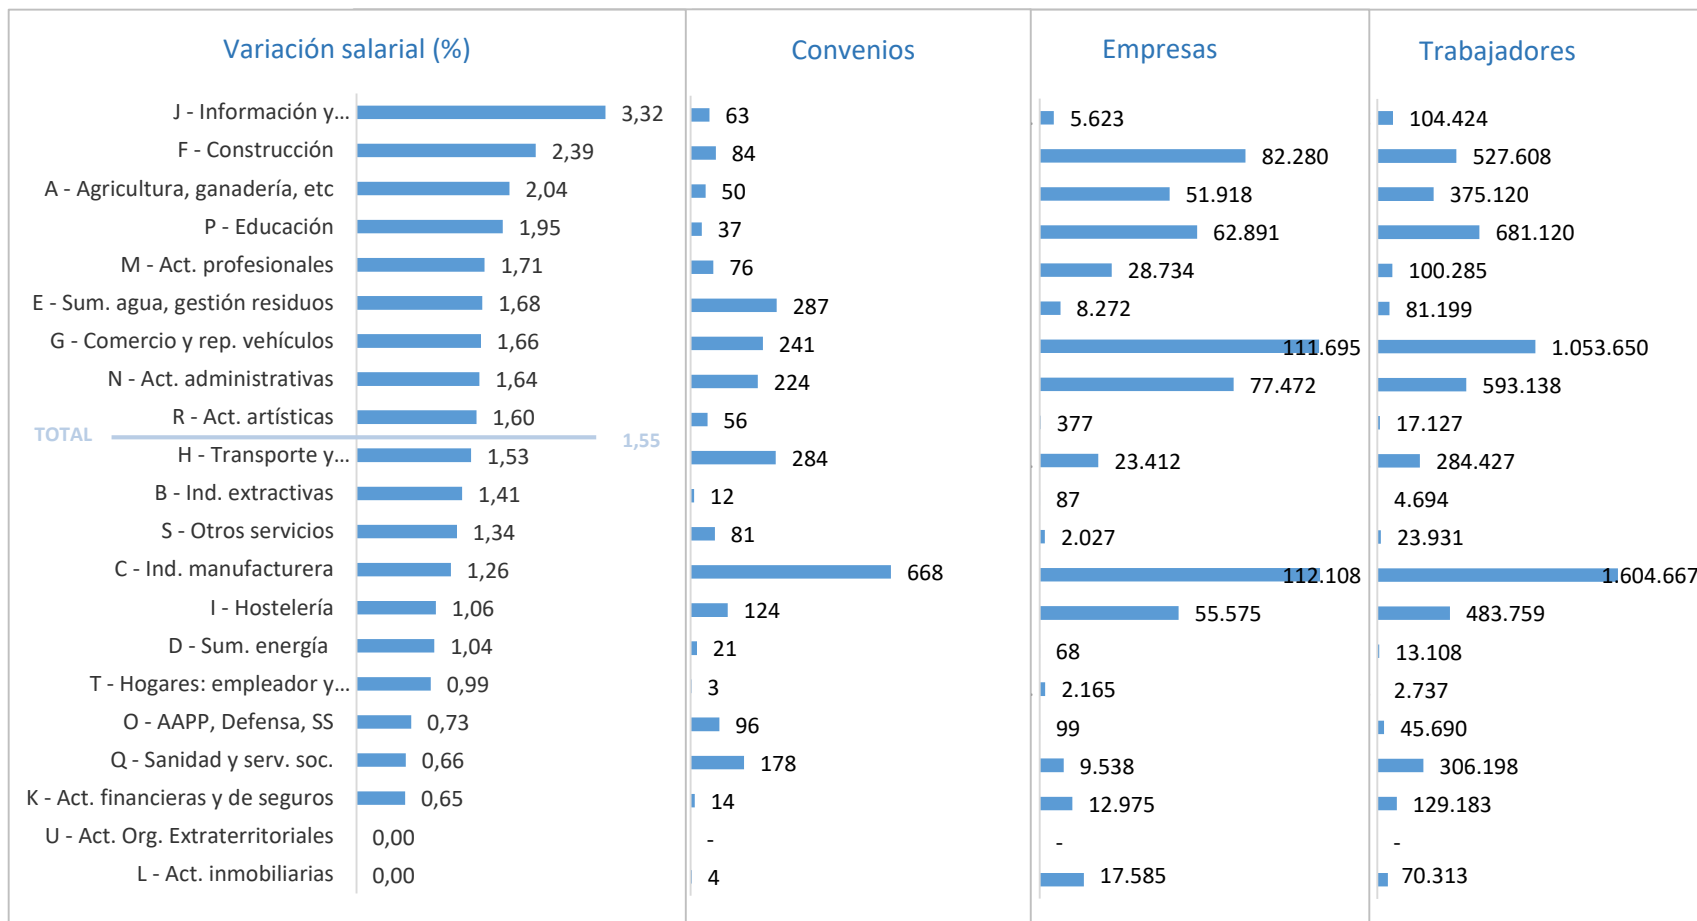 Variación salarial (%) Convenios Empresas Trabajadores
J - Información y... 3,32 63 5.623 104.424
F - Construcción 2,39 84 82.280 527.608
A - Agricultura, ganadería, etc 2,04 50 51.918 375.120
P - Educación 1,95 37 62.891 681.120
M - Act. profesionales 1,71 76 28.734 100.285
E - Sum. agua, gestión residuos 1,68 287 8.272 81.199
G - Comercio y rep. vehículos 1,66 241 111.695 1.053.650
N - Act. administrativas 1,64 224 77.472 593.138
R - Act. artísticas 1,60 56 377 17.127
TOTAL 1,55
H - Transporte y... 1,53 284 23.412 284.427
B - Ind. extractivas 1,41 12 87 4.694
S - Otros servicios 1,34 81 2.027 23.931
C - Ind. manufacturera 1,26 668 112.108 1.604.667
I - Hostelería 1,06 124 55.575 483.759
D - Sum. energía 1,04 21 68 13.108
T - Hogares: empleador y... 0,99 3 2.165 2.737
O - AAPP, Defensa, SS 0,73 96 99 45.690
Q - Sanidad y serv. soc. 0,66 178 9.538 306.198
K - Act. financieras y de seguros 0,65 14 12.975 129.183
U - Act. Org. Extraterritoriales 0,00 - - -
L - Act. inmobiliarias 0,00 4 17.585 70.313